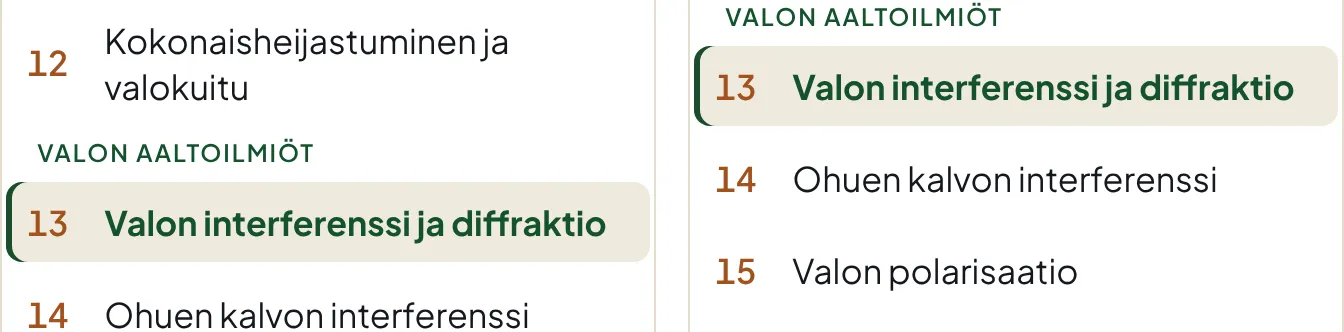 12 Kokonaisheijastuminen ja
valokuitu
VALON AALTOILMIÖT
13 Valon interferenssi ja diffraktio
14 Ohuen kalvon interferenssi
VALON AALTOILMIÖT
13 Valon interferenssi ja diffraktio
14 Ohuen kalvon interferenssi
15 Valon polarisaatio